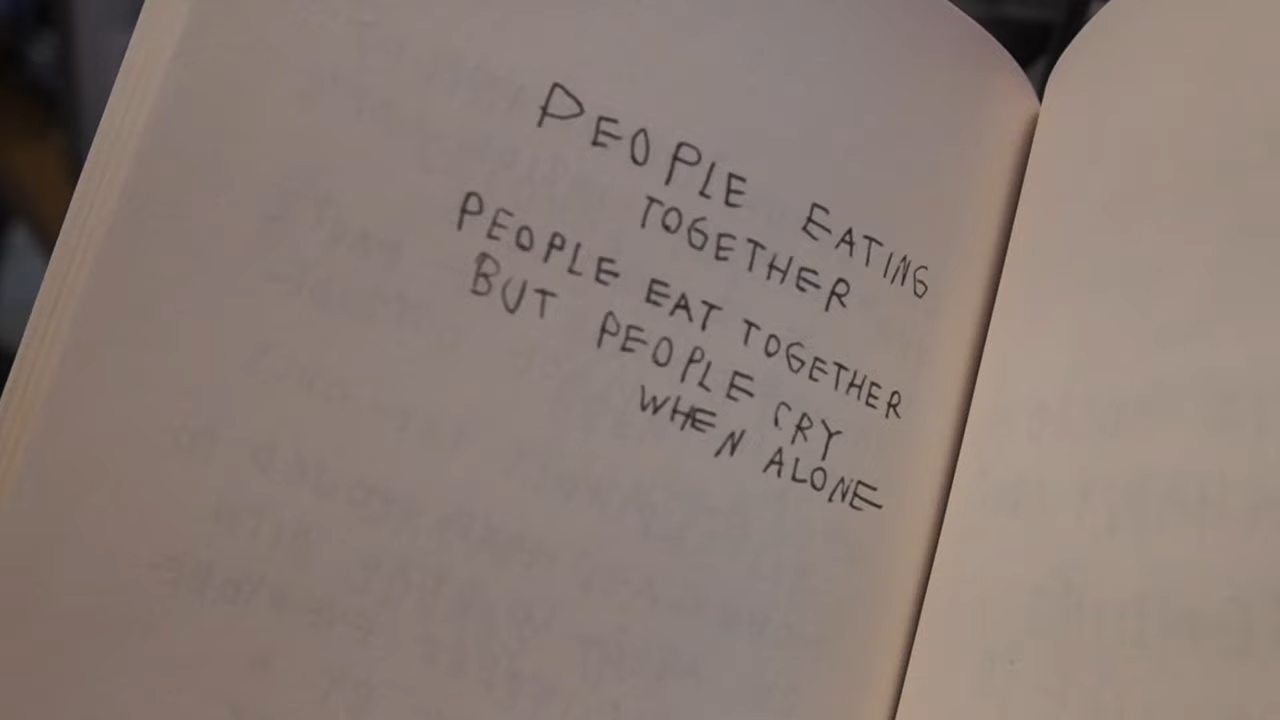 PEOPLE EATING
TOGETHER
PEOPLE EAT TOGETHER
BUT PEOPLE CRY
WHEN ALONE